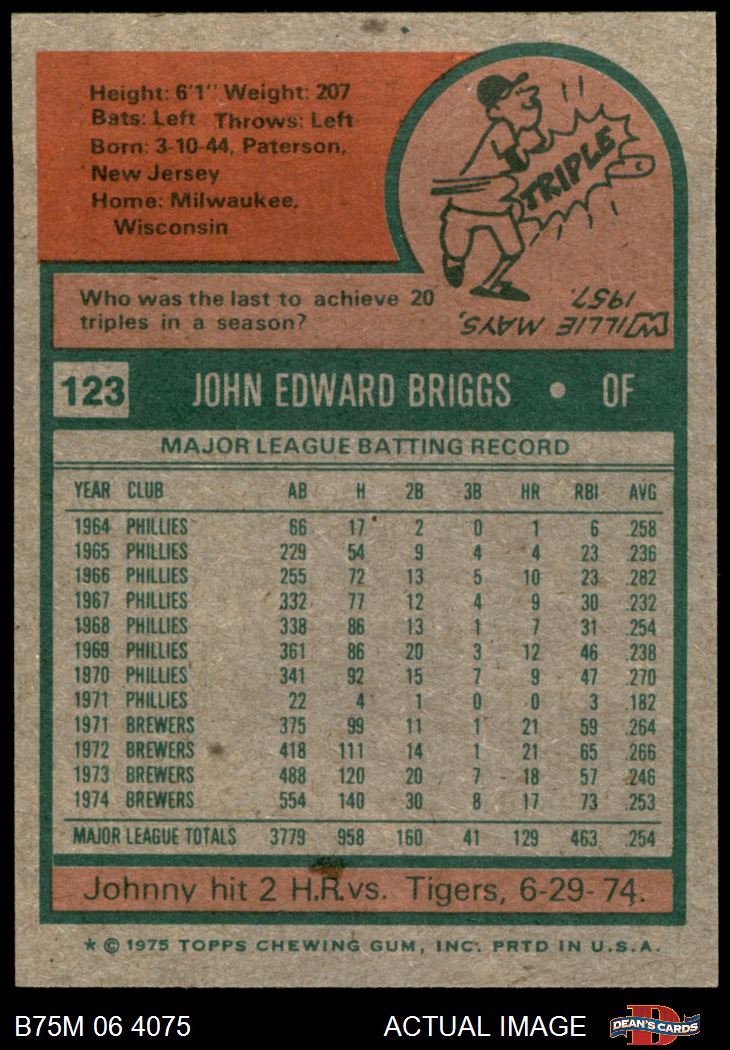 Height: 6'1" Weight: 207
Bats: Left Throws: Left
Born: 3-10-44, Paterson,
New Jersey
Home: Milwaukee,
Wisconsin
TRIPLE
Who was the last to achieve 20
triples in a season?
WILLIE MAYS,
1957.
123 JOHN EDWARD BRIGGS • OF
MAJOR LEAGUE BATTING RECORD
YEAR CLUB AB H 2B 3B HR RBI AVG
1964 PHILLIES 66 17 2 0 1 6 .258
1965 PHILLIES 229 54 9 4 4 23 .236
1966 PHILLIES 255 72 13 5 10 23 .282
1967 PHILLIES 332 77 12 4 9 30 .232
1968 PHILLIES 338 86 13 1 7 31 .254
1969 PHILLIES 361 86 20 3 12 46 .238
1970 PHILLIES 341 92 15 7 9 47 .270
1971 PHILLIES 22 4 1 0 0 3 .182
1971 BREWERS 375 99 11 1 21 59 .264
1972 BREWERS 418 111 14 1 21 65 .266
1973 BREWERS 488 120 20 7 18 57 .246
1974 BREWERS 554 140 30 8 17 73 .253
MAJOR LEAGUE TOTALS 3779 958 160 41 129 463 .254
Johnny hit 2 H.R. vs. Tigers, 6-29-74.
* © 1975 TOPPS CHEWING GUM, INC. PRTD IN U.S.A.
B75M 06 4075 ACTUAL IMAGE DEAN'S CARDS